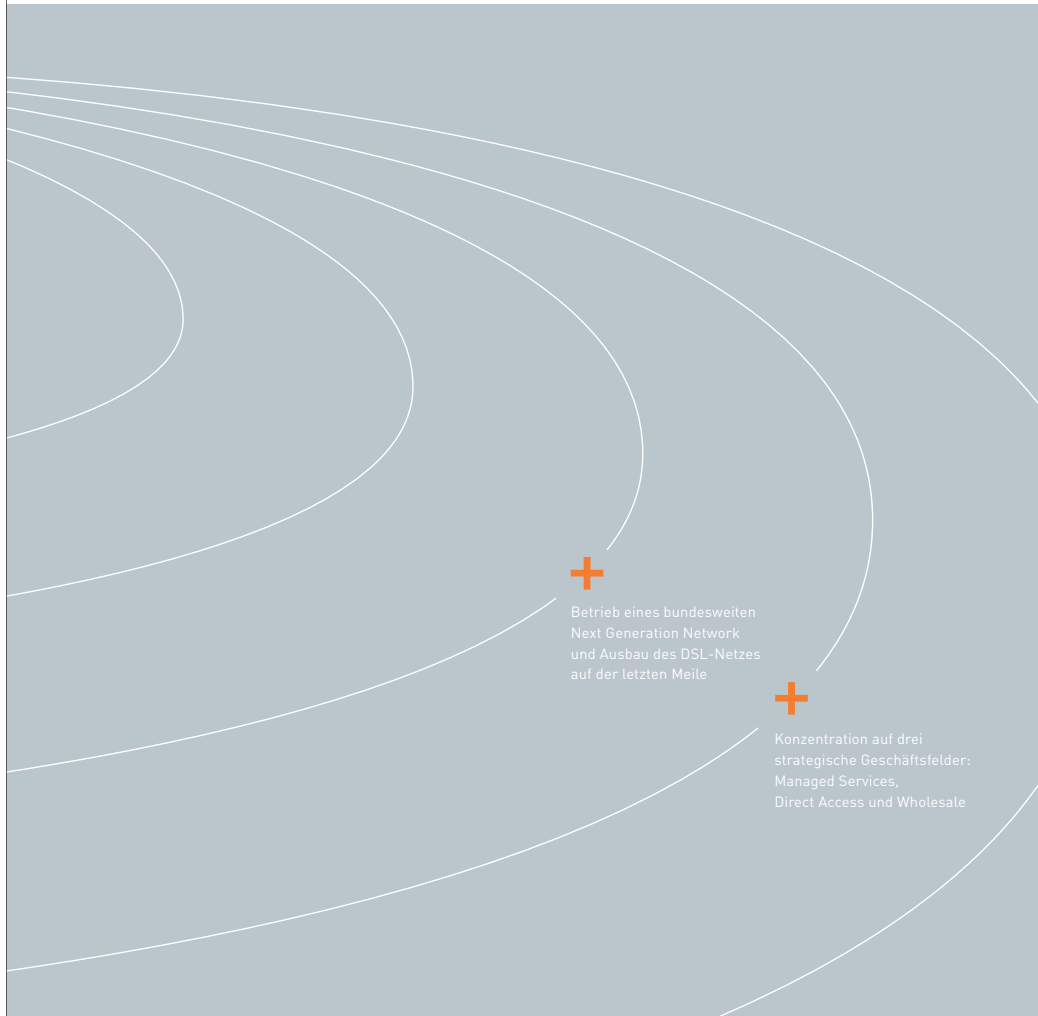 Betrieb eines bundesweiten
Next Generation Network
und Ausbau des DSL-Netzes
auf der letzten Meile
Konzentration auf drei
strategische Geschäftsfelder:
Managed Services,
Direct Access und Wholesale